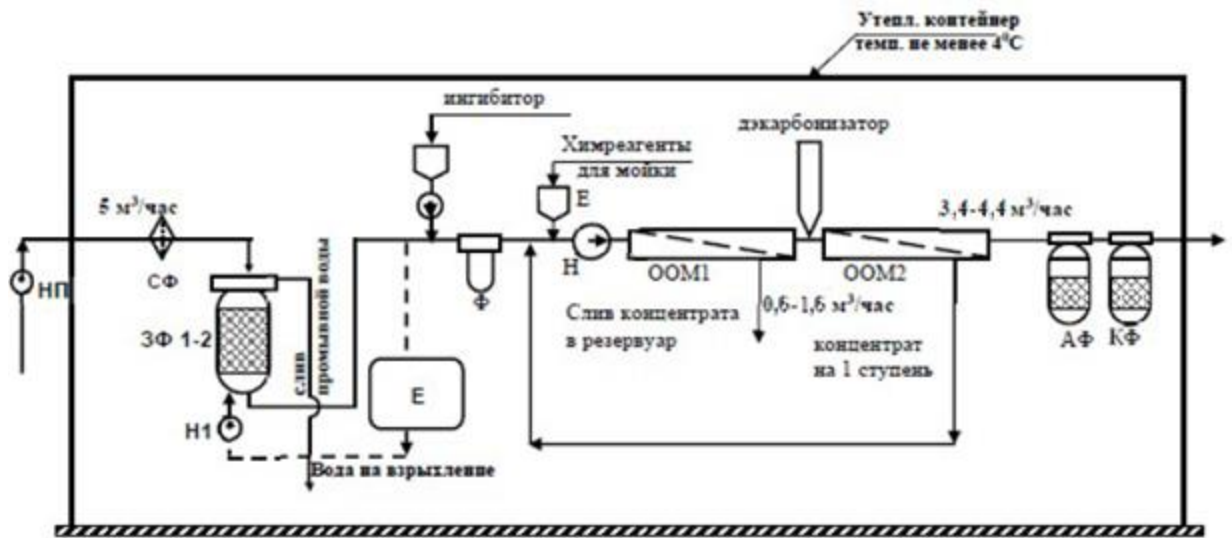 Утепл. контейнер
темп. не менее 4⁰С
ингибитор
дэкарбонизатор
Химреагенты
для мойки
Е
5 м³/час
3,4-4,4 м³/час
НП
СФ
Н
ООМ1
ООМ2
Ф
ЗФ 1-2
слив
промывной воды
Слив концентрата
в резервуар
0,6-1,6 м³/час
концентрат
на 1 ступень
АФ
КФ
Е
Н1
Вода на взрыхление